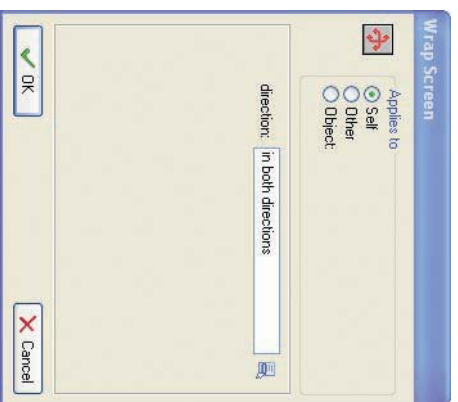 Wrap Screen
Applies to
Self
Other
Object:
direction: in both directions
OK
Cancel